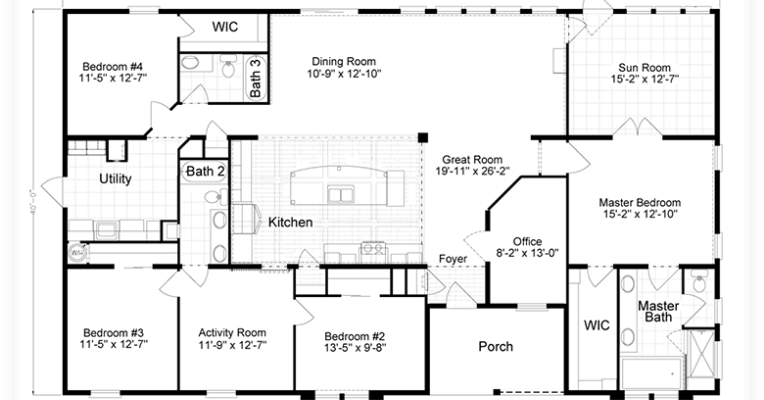 WIC
Bedroom #4
11'-5" x 12'-7"
Bath 3
Dining Room
10'-9" x 12'-10"
Sun Room
15'-2" x 12'-7"
40'-0"
Utility
Bath 2
Great Room
19'-11" x 26'-2"
Kitchen
Master Bedroom
15'-2" x 12'-10"
Office
8'-2" x 13'-0"
Foyer
Bedroom #3
11'-5" x 12'-7"
Activity Room
11'-9" x 12'-7"
Bedroom #2
13'-5" x 9'-8"
Porch
WIC
Master
Bath